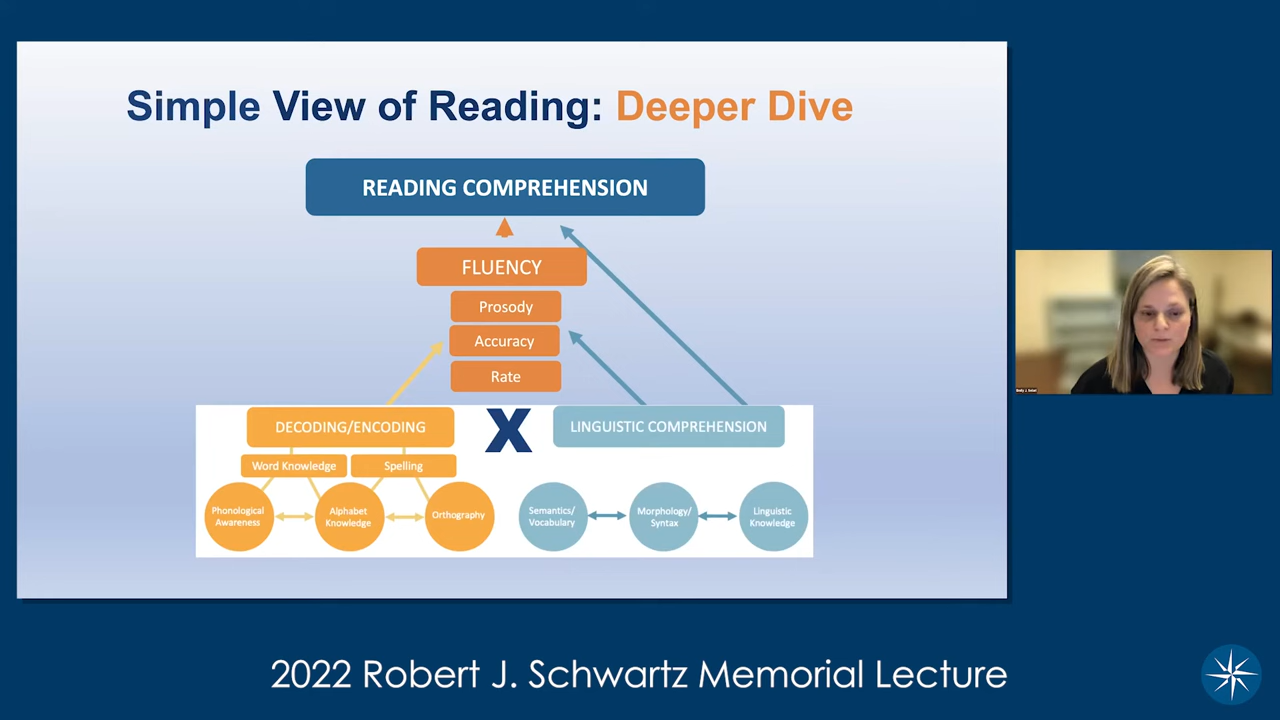 Simple View of Reading: Deeper Dive
READING COMPREHENSION
FLUENCY
Prosody
Accuracy
Rate
DECODING/ENCODING
X
LINGUISTIC COMPREHENSION
Word Knowledge
Spelling
Phonological
Awareness
Alphabet
Knowledge
Orthography
Semantics/
Vocabulary
Morphology/
Syntax
Linguistic
Knowledge
2022 Robert J. Schwartz Memorial Lecture